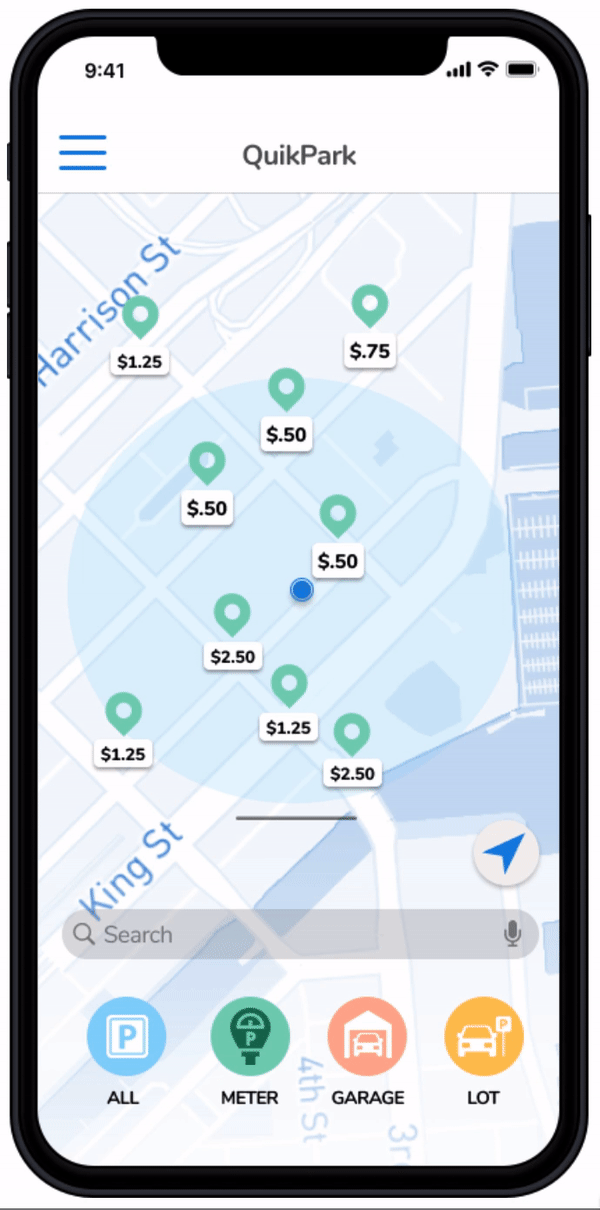 9:41
QuikPark
Harrison St
$1.25
$.75
$.50
$.50
$.50
$2.50
$1.25
$1.25
$2.50
King St
Search
P
P
P
ALL
METER
GARAGE
LOT
4th St
3r